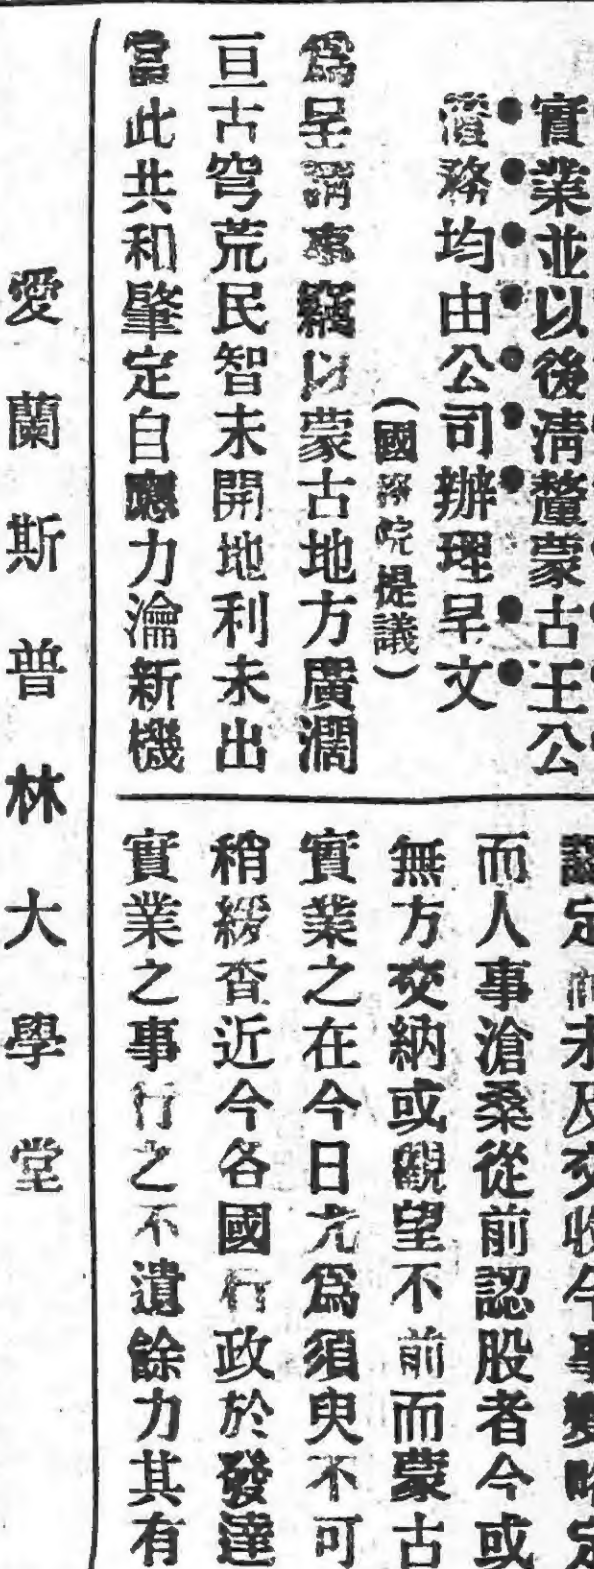 實業並以後清釐蒙古王公
債務均由公司辦理呈文
（國務院提議）
爲呈請事竊以蒙古地方廣濶
亘古穹荒民智未開地利未出
當此共和肇定自應力瀹新機
認定尚未及交收今事變略定
而人事滄桑從前認股者今或
無方交納或觀望不前而蒙古
實業之在今日尤爲須臾不可
稍緩查近今各國行政於發達
實業之事行之不遺餘力其有
愛蘭斯普林大學堂